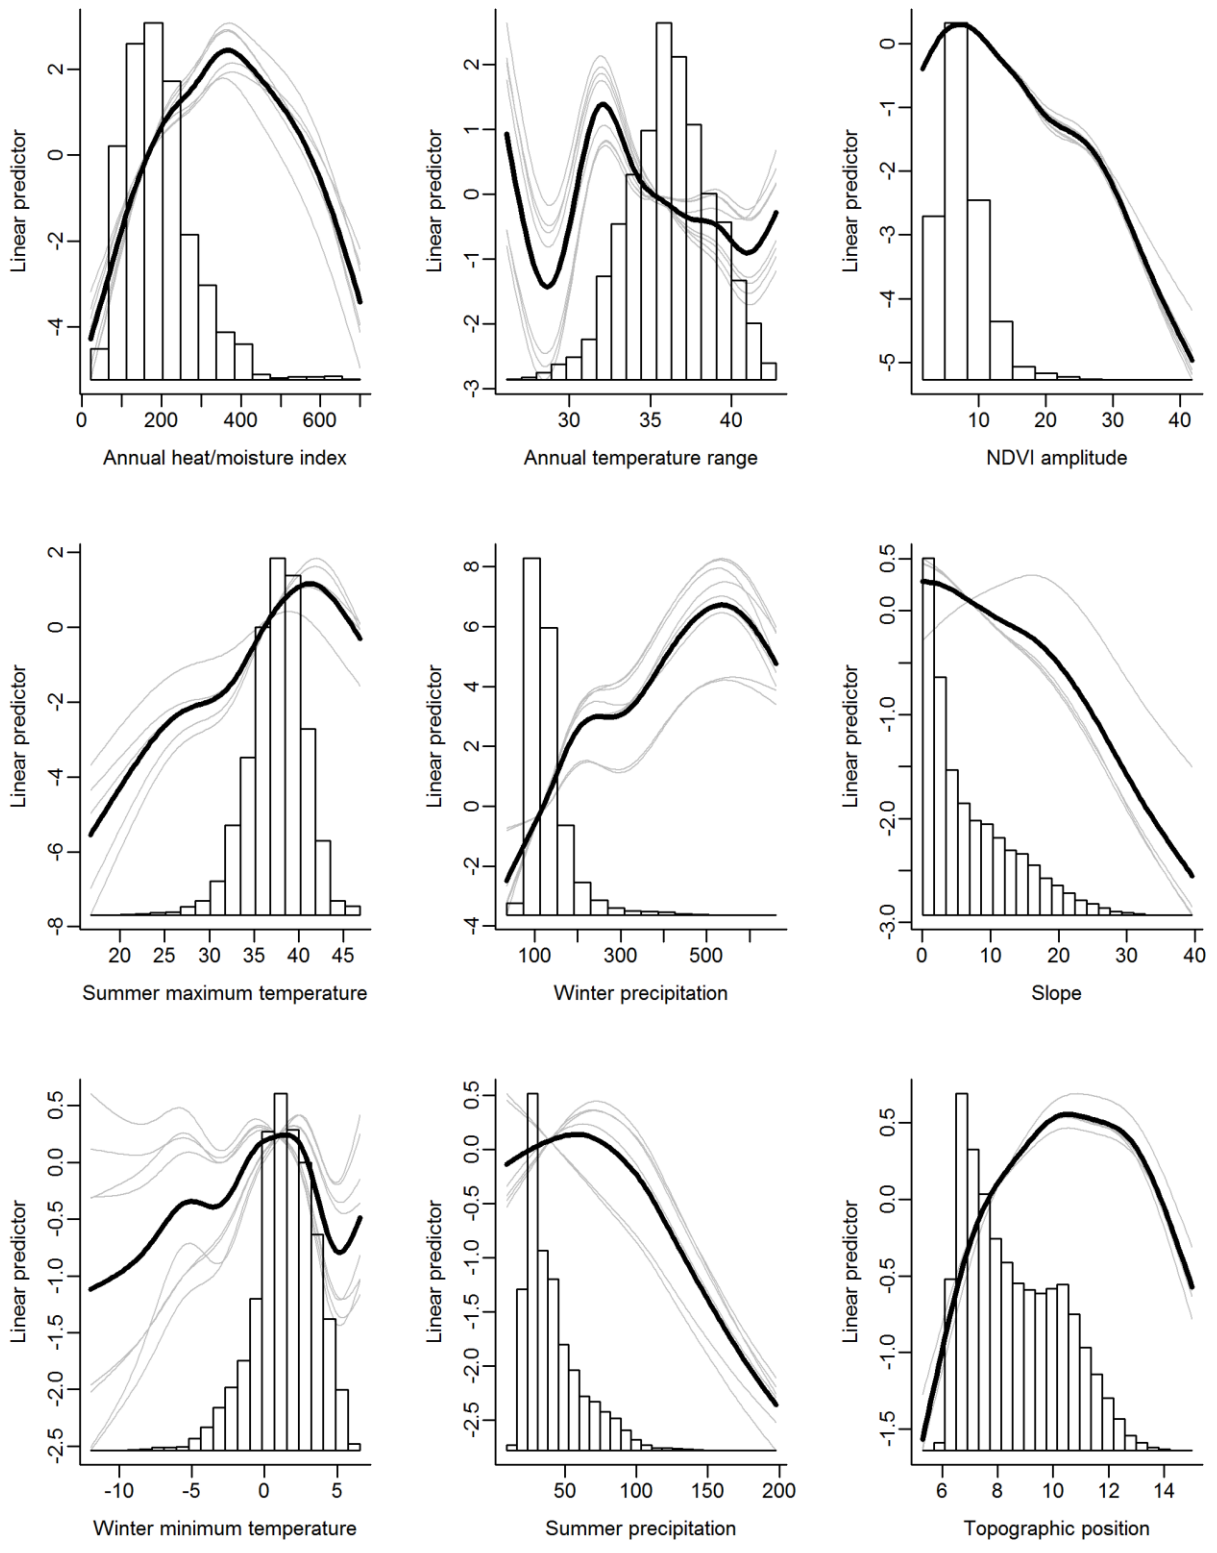 2
0
-2
-4
Linear predictor
0 200 400 600
Annual heat/moisture index
2
1
0
-1
-2
-3
Linear predictor
30 35 40
Annual temperature range
0
-1
-2
-3
-4
-5
Linear predictor
10 20 30 40
NDVI amplitude
2
0
-2
-4
-6
-8
Linear predictor
20 25 30 35 40 45
Summer maximum temperature
8
6
4
2
0
-2
-4
Linear predictor
100 300 500
Winter precipitation
0.5
0.0
-1.0
-2.0
-3.0
Linear predictor
0 10 20 30 40
Slope
0.5
0.0
-0.5
-1.0
-1.5
-2.0
-2.5
Linear predictor
-10 -5 0 5
Winter minimum temperature
0.5
0.0
-0.5
-1.0
-1.5
-2.0
-2.5
Linear predictor
50 100 150 200
Summer precipitation
0.5
0.0
-0.5
-1.0
-1.5
Linear predictor
6 8 10 12 14
Topographic position